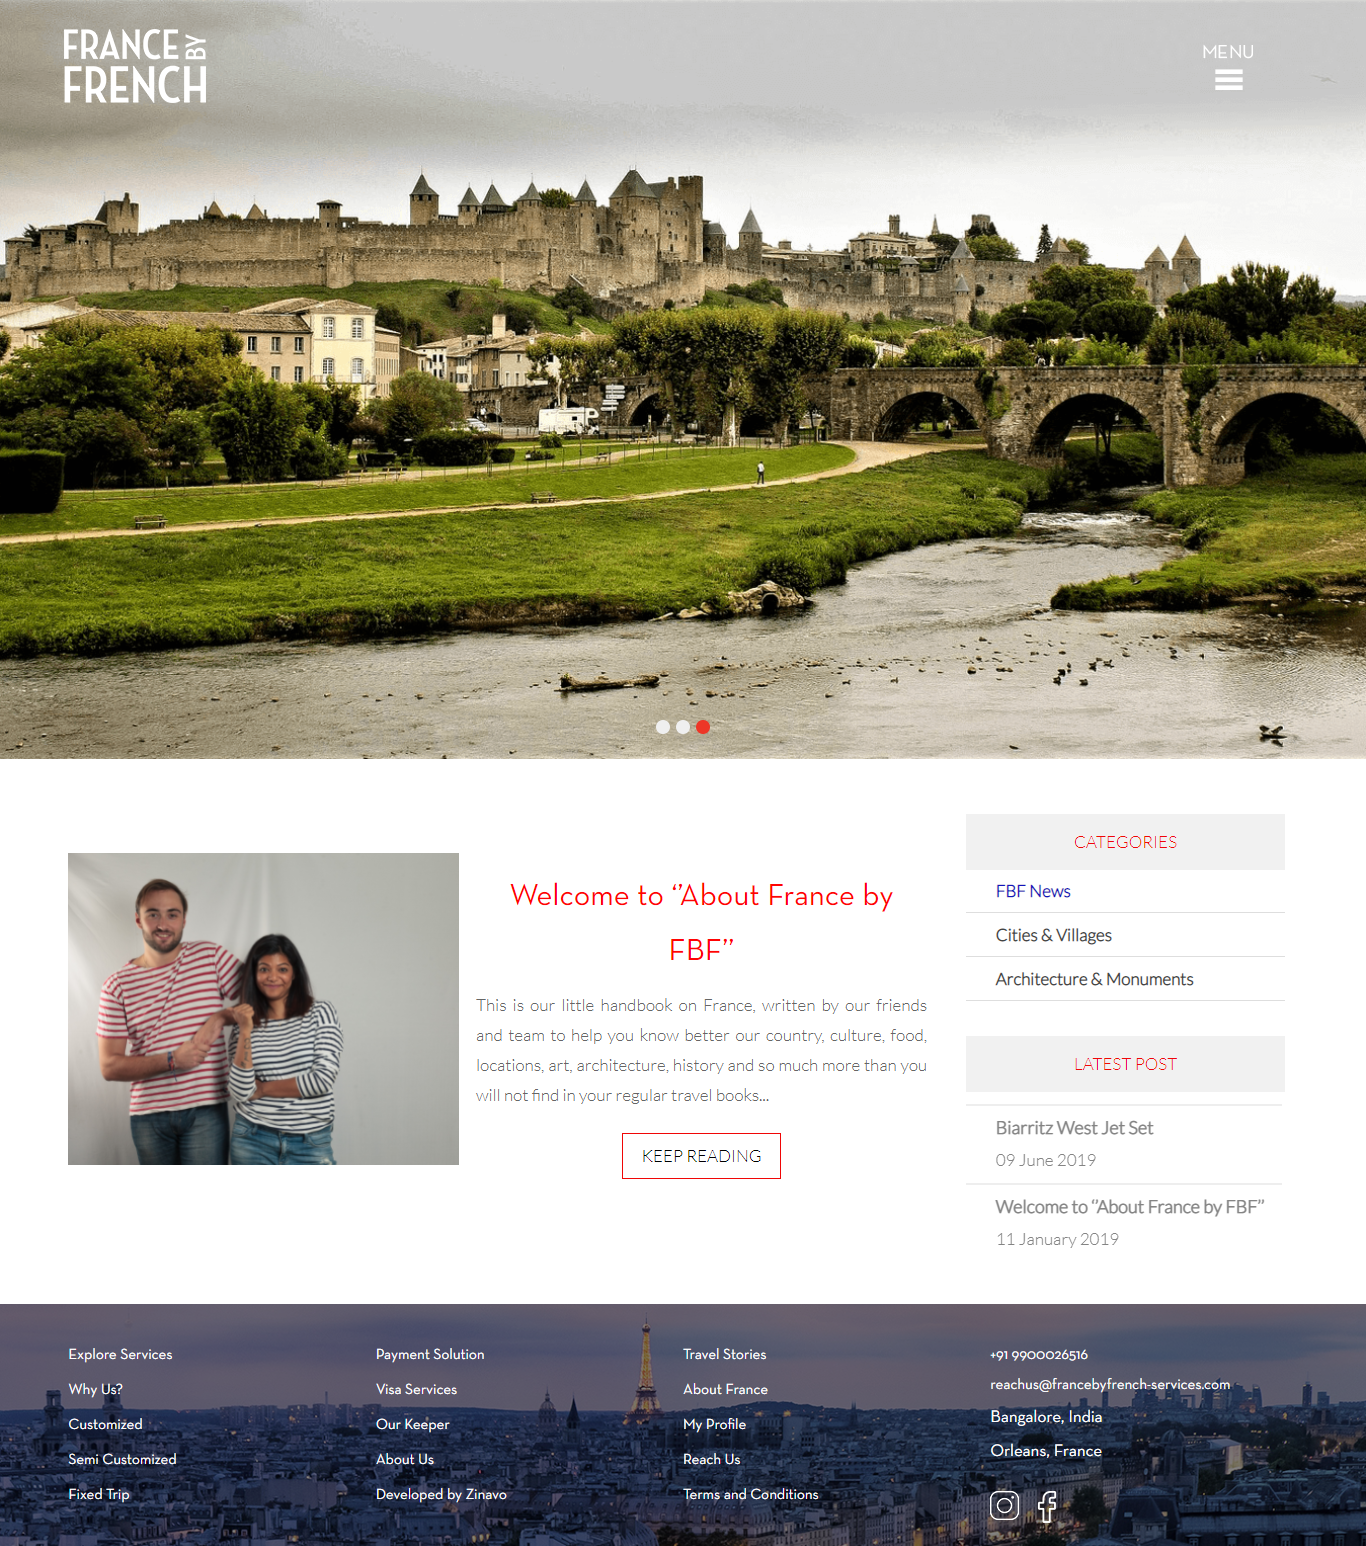 FRANCE BY
FRENCH
MENU
Welcome to ‘’About France by
FBF’’
This is our little handbook on France, written by our friends
and team to help you know better our country, culture, food,
locations, art, architecture, history and so much more than you
will not find in your regular travel books...
KEEP READING
CATEGORIES
FBF News
Cities & Villages
Architecture & Monuments
LATEST POST
Biarritz West Jet Set
09 June 2019
Welcome to ‘’About France by FBF’’
11 January 2019
Explore Services
Why Us?
Customized
Semi Customized
Fixed Trip
Payment Solution
Visa Services
Our Keeper
About Us
Developed by Zinavo
Travel Stories
About France
My Profile
Reach Us
Terms and Conditions
+91 9900026516
reachus@francebyfrench-services.com
Bangalore, India
Orleans, France